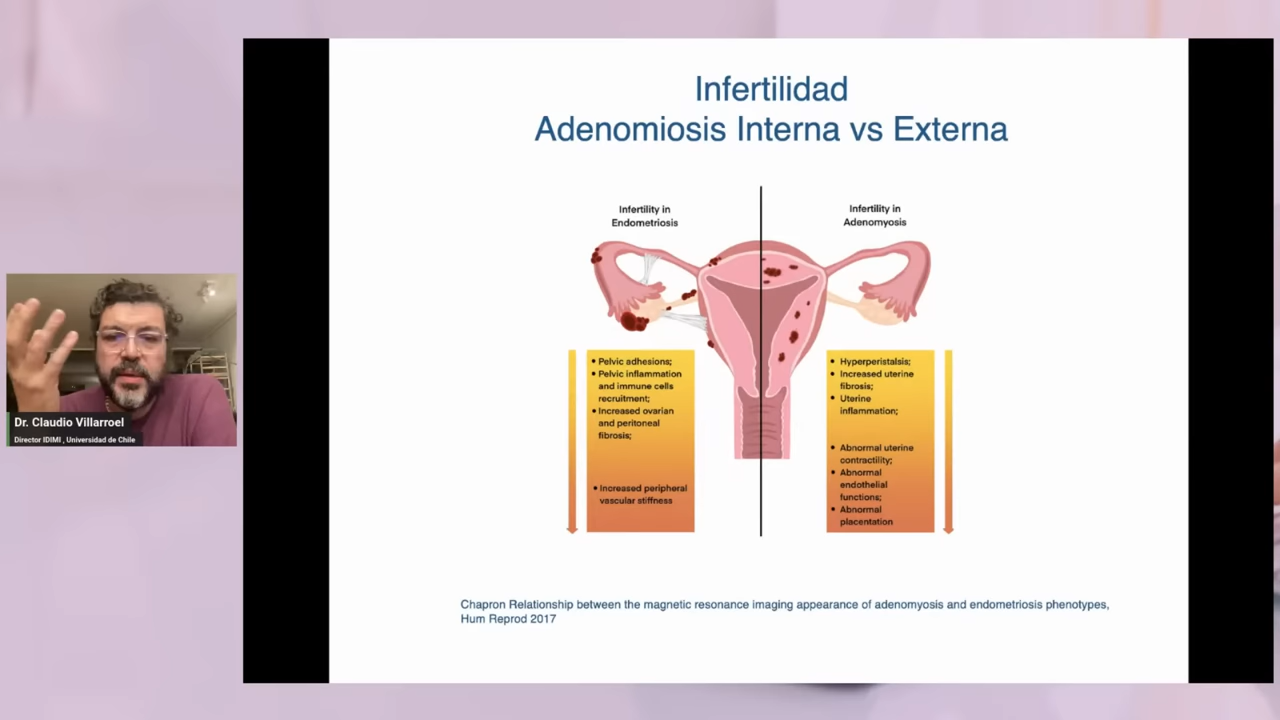 Infertilidad
Adenomiosis Interna vs Externa
Infertility in
Endometriosis
Infertility in
Adenomyosis
• Pelvic adhesions;
• Pelvic inflammation
and immune cells
recruitment;
• Increased ovarian
and peritoneal
fibrosis;
• Increased peripheral
vascular stiffness
• Hyperperistalsis;
• Increased uterine
fibrosis;
• Uterine
inflammation;
• Abnormal uterine
contractility;
• Abnormal
endothelial
functions;
• Abnormal
placentation
Chapron Relationship between the magnetic resonance imaging appearance of adenomyosis and endometriosis phenotypes,
Hum Reprod 2017
Dr. Claudio Villarroel
Director IDIMI , Universidad de Chile